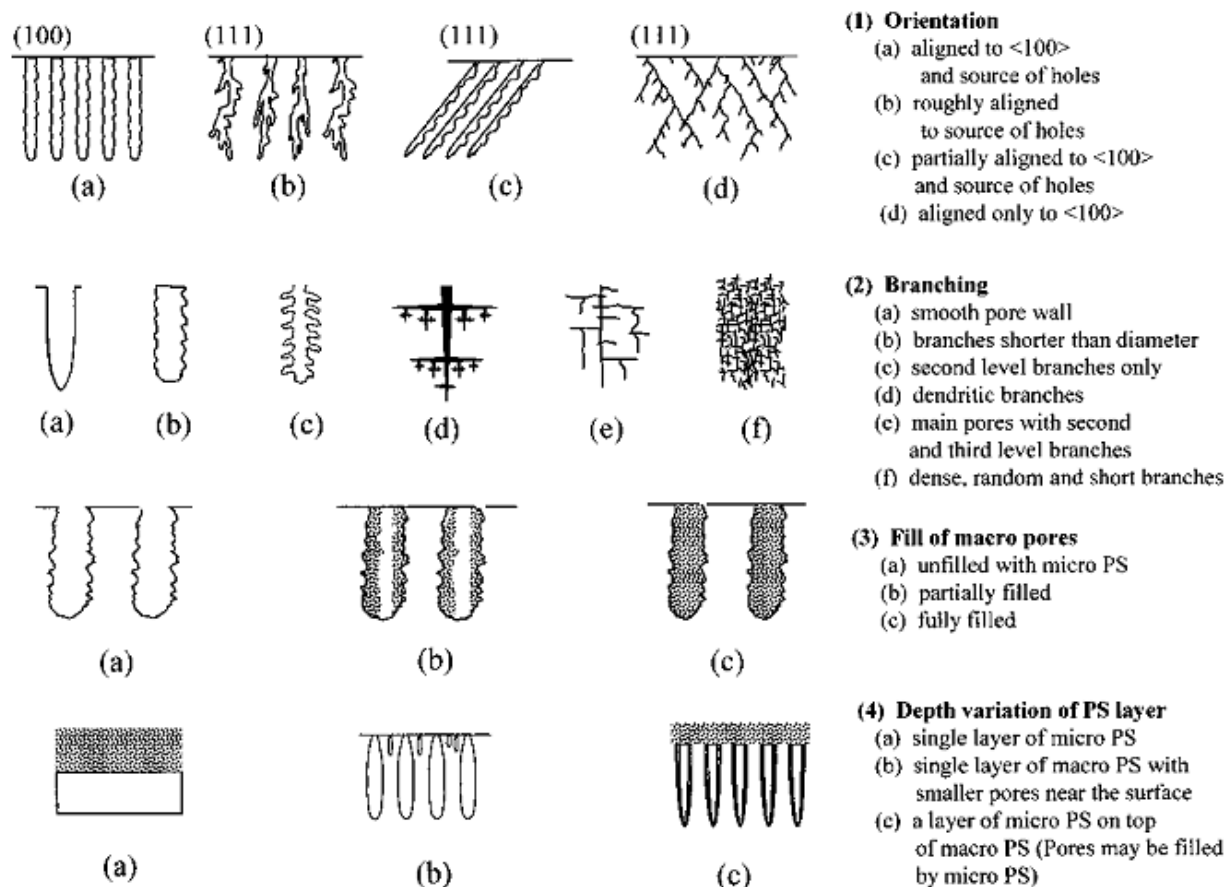 (100) (111) (111) (111)
(a) (b) (c) (d)
(1) Orientation
(a) aligned to <100>
and source of holes
(b) roughly aligned
to source of holes
(c) partially aligned to <100>
and source of holes
(d) aligned only to <100>
(a) (b) (c) (d) (e) (f)
(2) Branching
(a) smooth pore wall
(b) branches shorter than diameter
(c) second level branches only
(d) dendritic branches
(e) main pores with second
and third level branches
(f) dense, random and short branches
(a) (b) (c)
(3) Fill of macro pores
(a) unfilled with micro PS
(b) partially filled
(c) fully filled
(a) (b) (c)
(4) Depth variation of PS layer
(a) single layer of micro PS
(b) single layer of macro PS with
smaller pores near the surface
(c) a layer of micro PS on top
of macro PS (Pores may be filled
by micro PS)